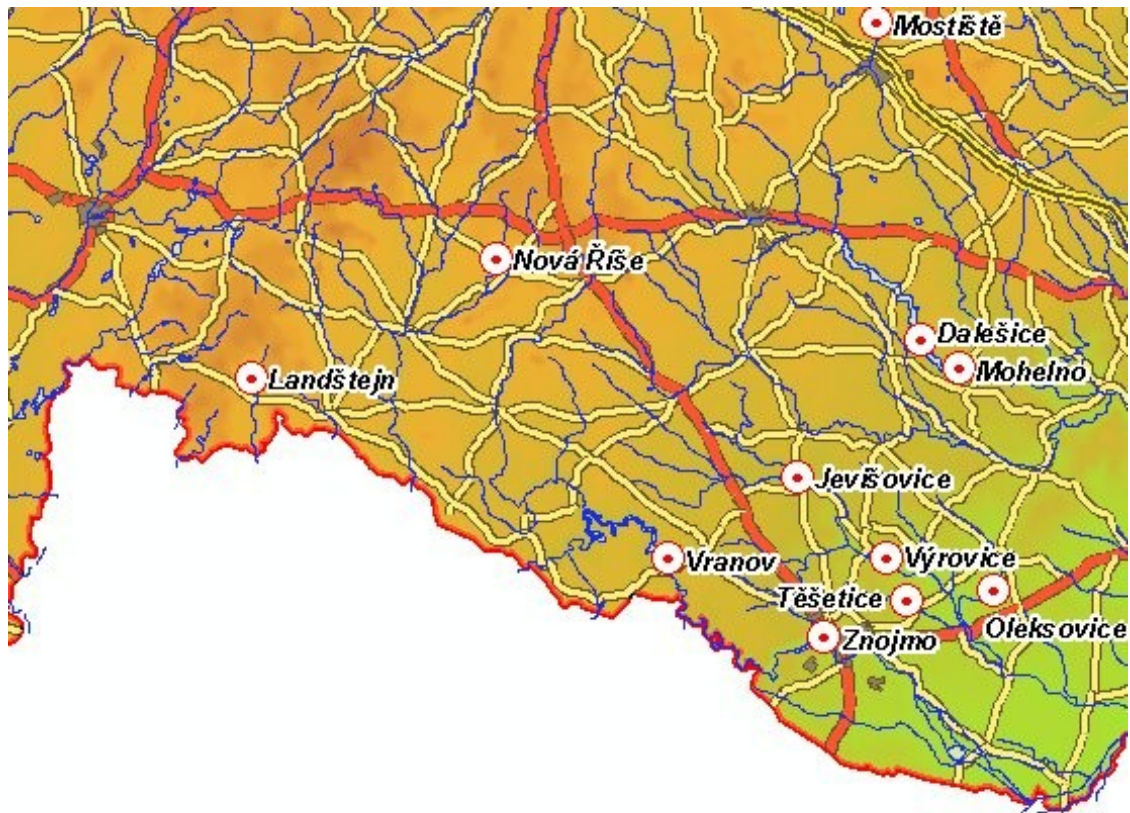 Mostiště
Nová Říše
Dalešice
Mohelno
Landštejn
Jevišovice
Vranov
Výrovice
Těšetice
Oleksovice
Znojmo